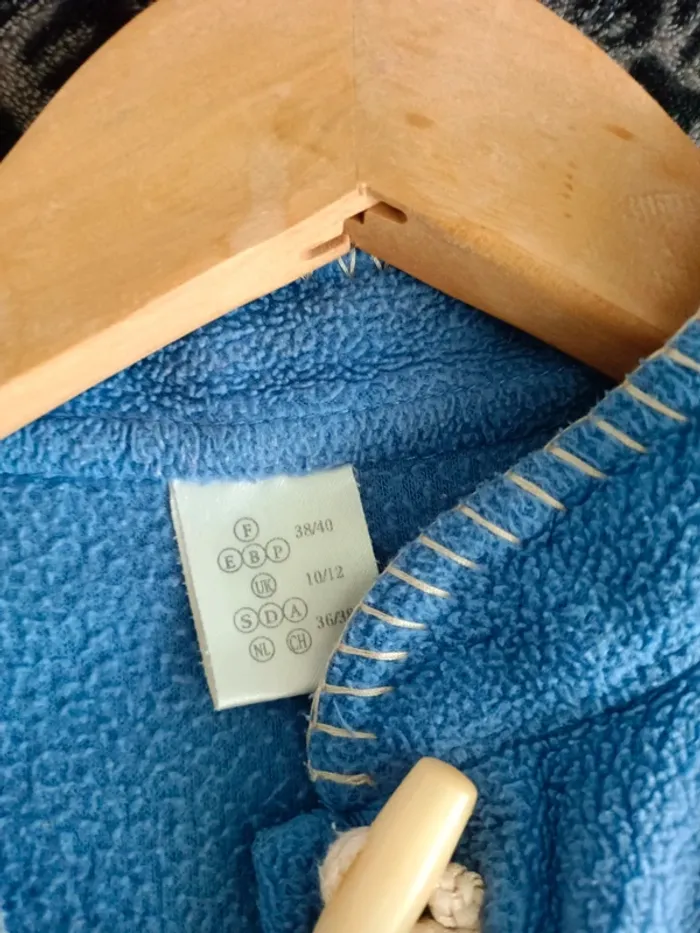 F 38/40
E B P
UK 10/12
S D A 36/38
NL CH